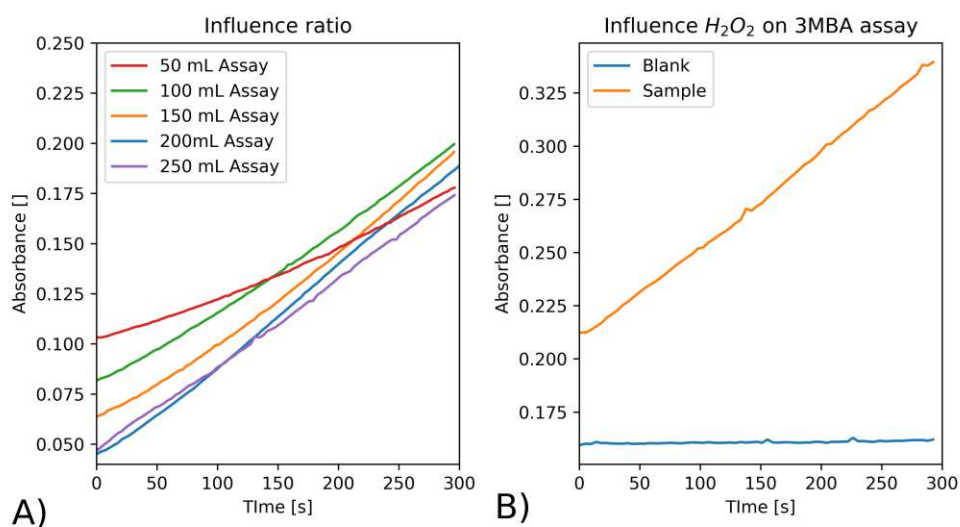 Influence ratio
0.250
0.225
0.200
0.175
0.150
0.125
0.100
0.075
0.050
Absorbance []
50 mL Assay
100 mL Assay
150 mL Assay
200mL Assay
250 mL Assay
0 50 100 150 200 250 300
TIme [s]
A)
Influence H₂O₂ on 3MBA assay
0.325
0.300
0.275
0.250
0.225
0.200
0.175
Absorbance []
Blank
Sample
0 50 100 150 200 250 300
TIme [s]
B)